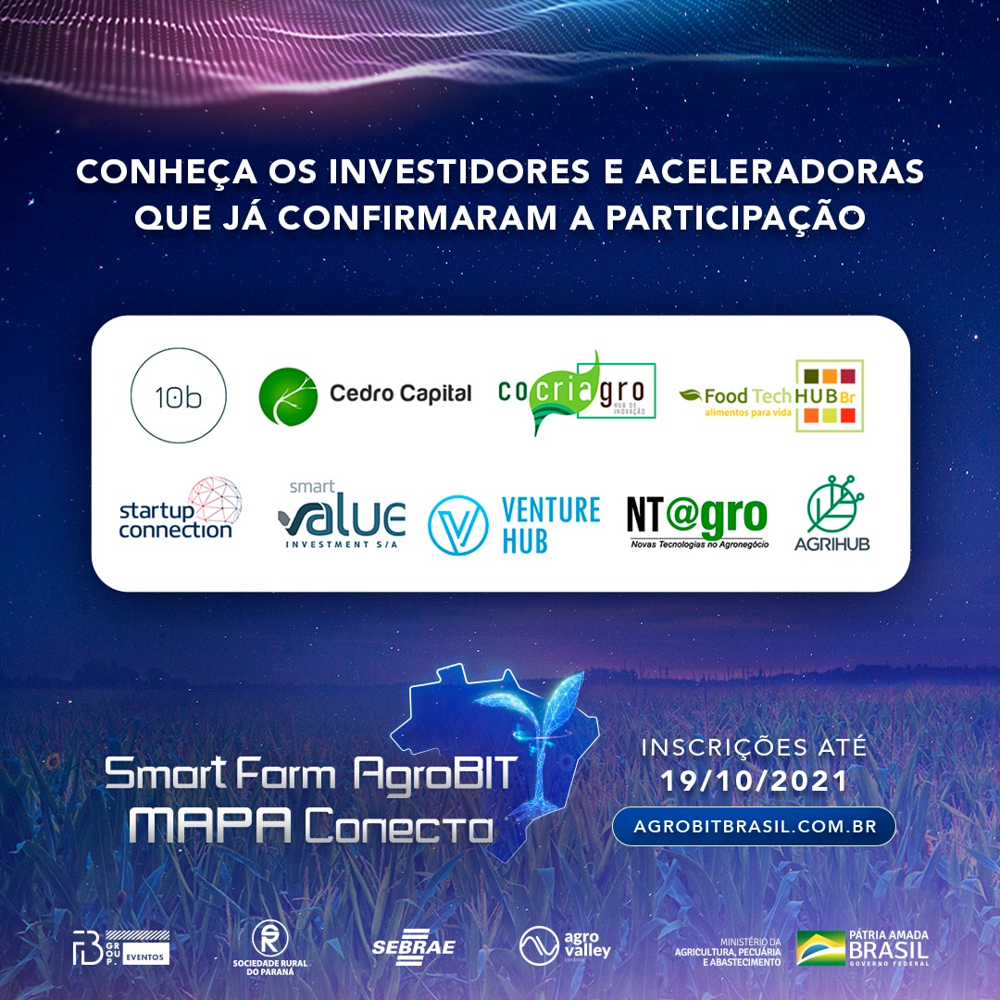 CONHEÇA OS INVESTIDORES E ACELERADORAS
QUE JÁ CONFIRMARAM A PARTICIPAÇÃO
10b
Cedro Capital
cocriagro
HUB DE
INOVAÇÃO
Food Tech HUB Br
alimentos para vida
startup
connection
smart
value
INVESTMENT S/A
VENTURE
HUB
NT@gro
Novas Tecnologias no Agronegócio
AGRIHUB
Smart Farm AgroBIT
MAPA Conecta
INSCRIÇÕES ATÉ
19/10/2021
AGROBITBRASIL.COM.BR
FB
GR
OU
P.
EVENTOS
SOCIEDADE RURAL
DO PARANÁ
SEBRAE
agro
valley
Londrina
MINISTÉRIO DA
AGRICULTURA, PECUÁRIA
E ABASTECIMENTO
PÁTRIA AMADA
BRASIL
GOVERNO FEDERAL